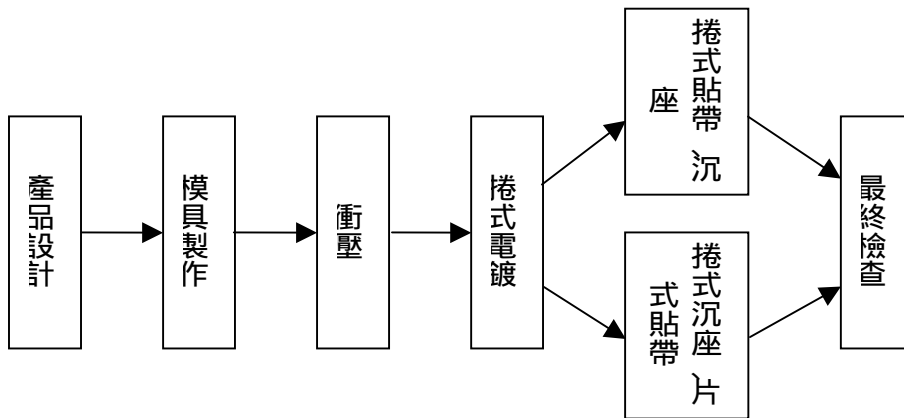 產品設計
模具製作
衝壓
捲式電鍍
捲式貼帶、沉
座
捲式沉座、片
式貼帶
最終檢查